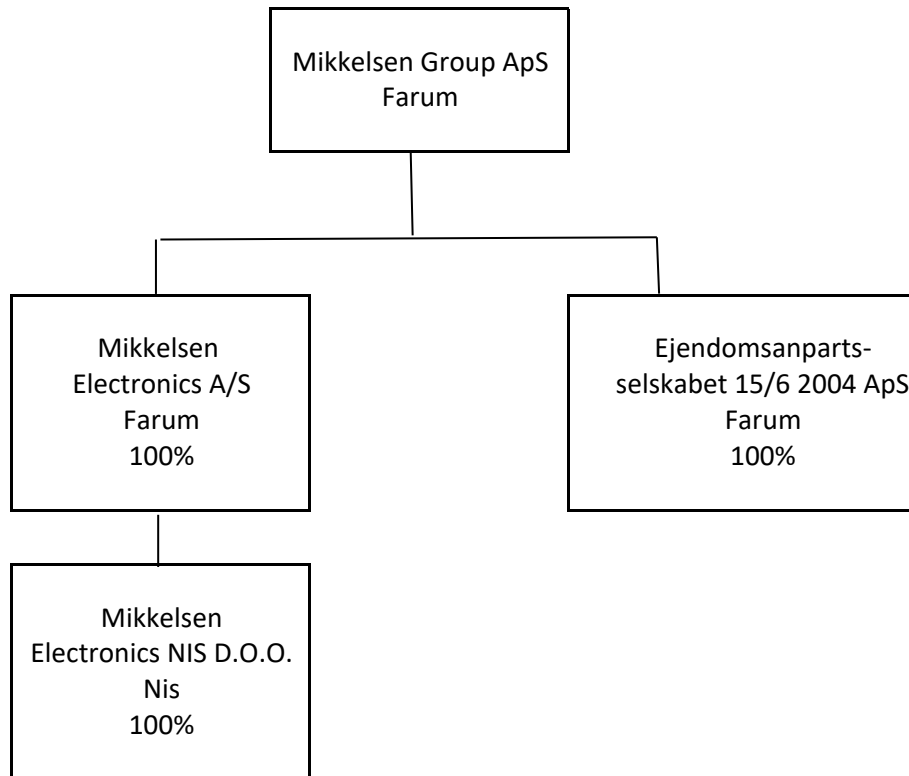 Mikkelsen Group ApS
Farum
Mikkelsen
Electronics A/S
Farum
100%
Ejendomsanparts-
selskabet 15/6 2004 ApS
Farum
100%
Mikkelsen
Electronics NIS D.O.O.
Nis
100%